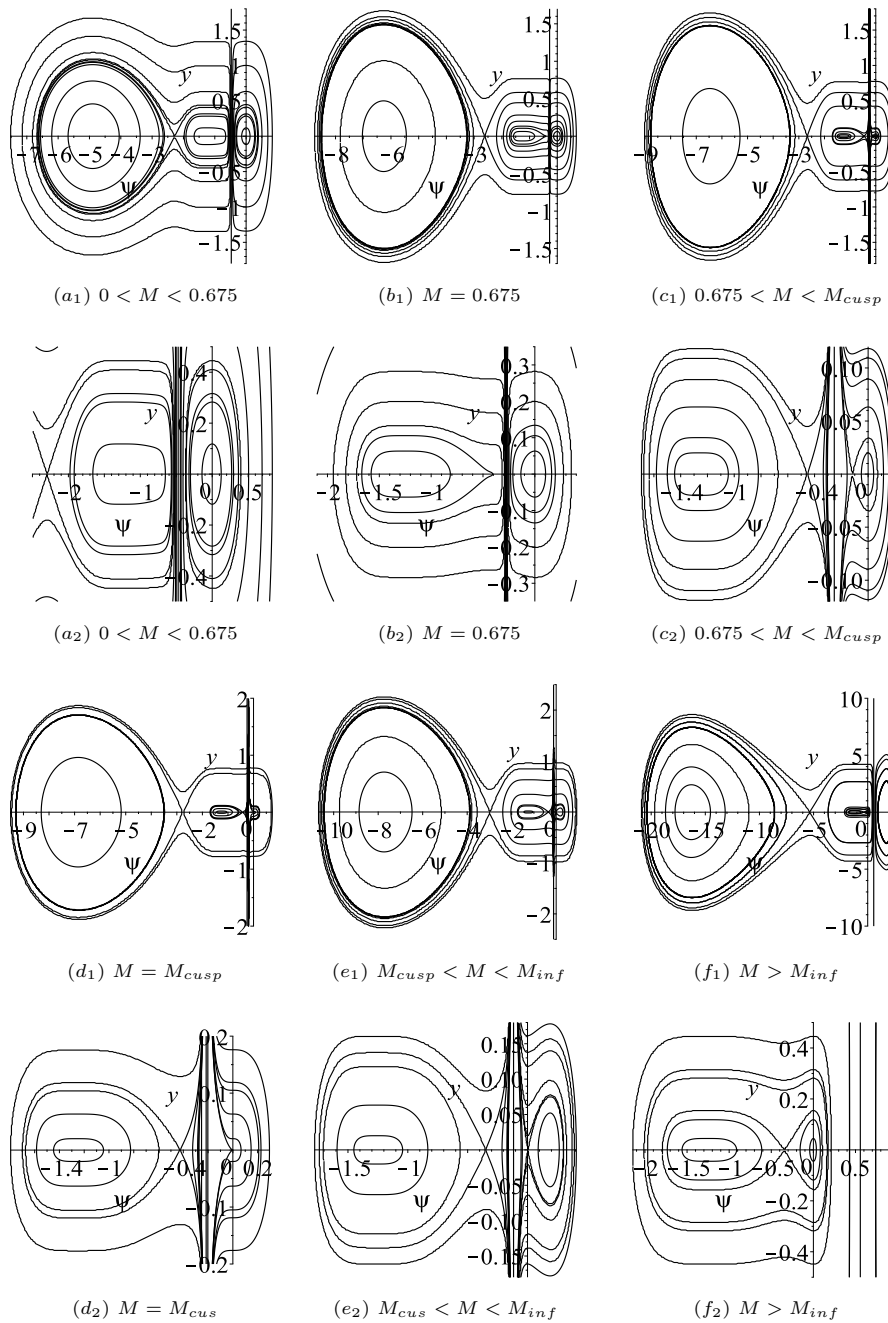 1.5 1.5 1.5
1 1 1
y y y
0.5 0.5 0.5
−7 −6 −5 −4 −3 −8 −6 −3 −9 −7 −5 −3
ψ −0.5 ψ −0.5 ψ −0.5
−1 −1 −1
−1.5 −1.5 −1.5
(a₁) 0 < M < 0.675 (b₁) M = 0.675 (c₁) 0.675 < M < M_cusp
0.4 0.3 0.10
y 0.2 y 0.2 y 0.05
0.1
−2 −1 0 0.5 −2 −1.5 −1 0 −1.4 −1 −0.4 0
ψ −0.2 ψ −0.1 ψ −0.05
−0.2
−0.4 −0.3 −0.10
(a₂) 0 < M < 0.675 (b₂) M = 0.675 (c₂) 0.675 < M < M_cusp
2 2 10
y 1 y 1 y 5
−9 −7 −5 −2 0 −10 −8 −5 −2 0 −20 −15 −10 −5 0
ψ −1 ψ −1 ψ −5
−2 −2 −10
(d₁) M = M_cusp (e₁) M_cusp < M < M_inf (f₁) M > M_inf
0.2 0.15 0.4
0.10
y 0.1 y 0.05 y 0.2
−1.4 −1 −0.4 0 0.2 −1.5 −1 −2 −1.5 −1 −0.5 0 0.5
ψ −0.1 ψ −0.05 ψ −0.2
−0.10
−0.2 −0.15 −0.4
(d₂) M = M_cus (e₂) M_cus < M < M_inf (f₂) M > M_inf